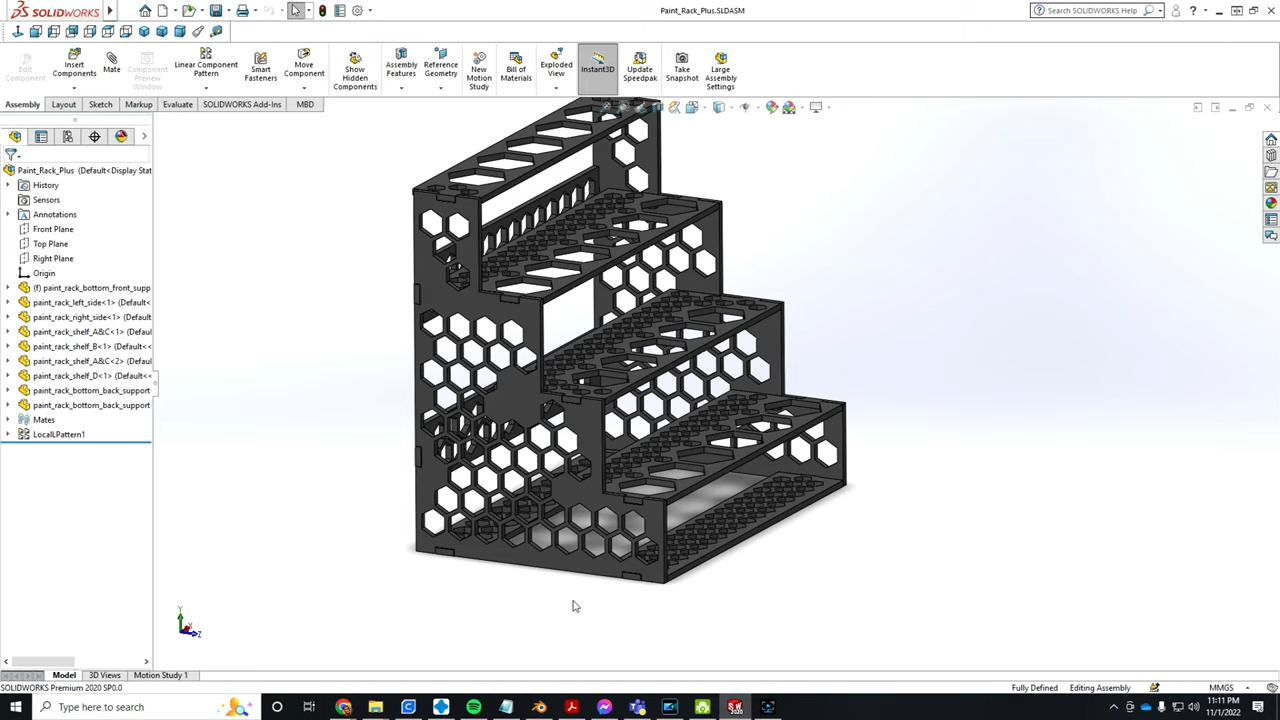 SOLIDWORKS
Paint_Rack_Plus.SLDASM
Search SOLIDWORKS Help
Edit Component
Insert Components
Mate
Component Preview Window
Linear Component Pattern
Smart Fasteners
Move Component
Show Hidden Components
Assembly Features
Reference Geometry
New Motion Study
Bill of Materials
Exploded View
Instant3D
Update Speedpak
Take Snapshot
Large Assembly Settings
Assembly
Layout
Sketch
Markup
Evaluate
SOLIDWORKS Add-Ins
MBD
Paint_Rack_Plus (Default<Display Stat
History
Sensors
Annotations
Front Plane
Top Plane
Right Plane
Origin
(f) paint_rack_bottom_front_supp
paint_rack_left_side<1> (Default<
paint_rack_right_side<1> (Default
paint_rack_shelf_A&C<1> (Defaul
paint_rack_shelf_B<1> (Default<<
paint_rack_shelf_A&C<2> (Defaul
paint_rack_shelf_D<1> (Default<<
paint_rack_bottom_back_support
paint_rack_bottom_back_support
Mates
LocalLPattern1
Y
X
Z
Model
3D Views
Motion Study 1
SOLIDWORKS Premium 2020 SP0.0
Fully Defined
Editing Assembly
MMGS
Type here to search
SW
2020
11:11 PM
11/1/2022